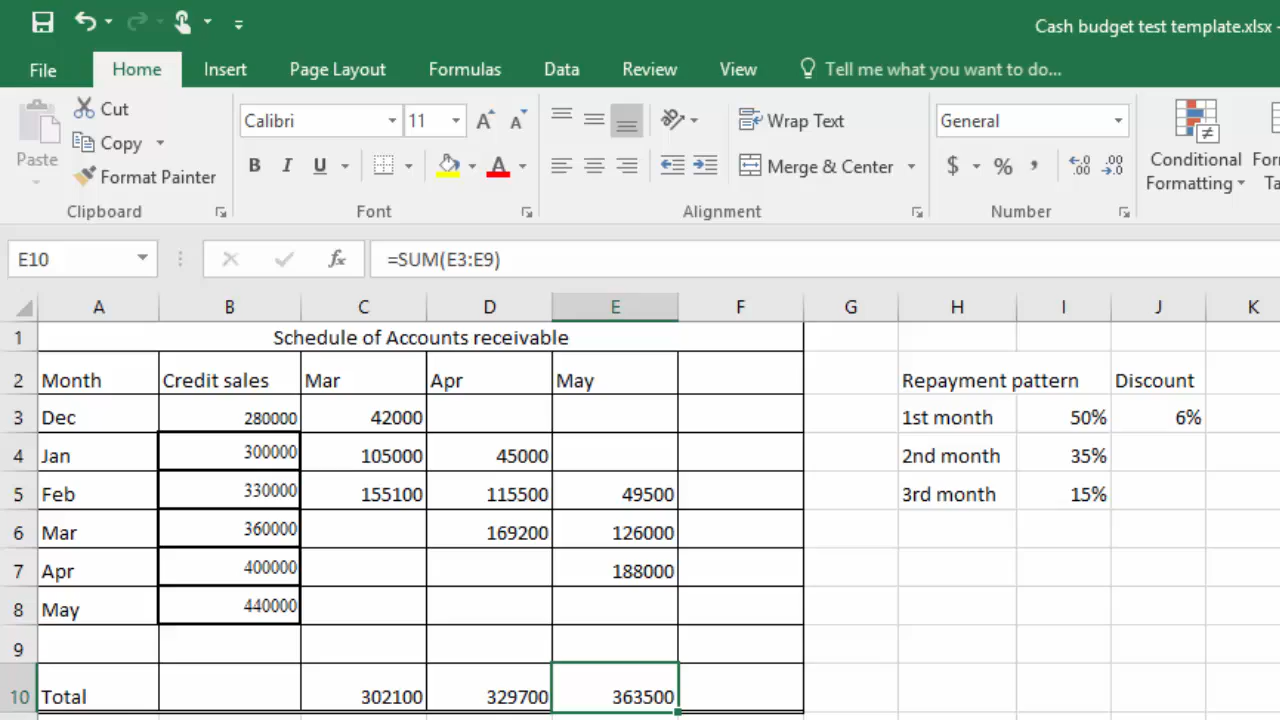 Cash budget test template.xlsx -
File Home Insert Page Layout Formulas Data Review View Tell me what you want to do...
Paste
Cut
Copy
Format Painter
Clipboard
Calibri 11
B I U A
Font
Wrap Text
Merge & Center
Alignment
General
$ % ,
Number
Conditional
Formatting
E10 fx =SUM(E3:E9)
A B C D E F G H I J K
1 Schedule of Accounts receivable
2 Month Credit sales Mar Apr May Repayment pattern Discount
3 Dec 280000 42000 1st month 50% 6%
4 Jan 300000 105000 45000 2nd month 35%
5 Feb 330000 155100 115500 49500 3rd month 15%
6 Mar 360000 169200 126000
7 Apr 400000 188000
8 May 440000
9
10 Total 302100 329700 363500